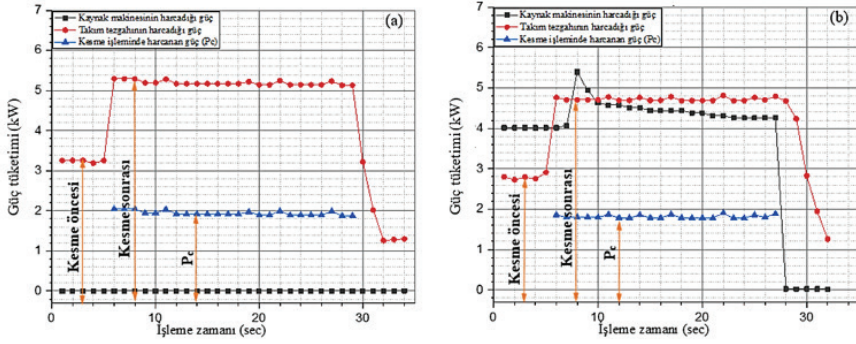 (a)
Kaynak makinesinin harcadığı güç
Takım tezgahının harcadığı güç
Kesme işleminde harcanan güç (Pc)
Güç tüketimi (kW)
7
6
5
4
3
2
1
0
Kesme öncesi
Kesme sonrası
Pc
0
10
20
30
İşleme zamanı (sec)
(b)
Kaynak makinesinin harcadığı güç
Takım tezgahının harcadığı güç
Kesme işleminde harcanan güç (Pc)
Güç tüketimi (kW)
7
6
5
4
3
2
1
0
Kesme öncesi
Kesme sonrası
Pc
0
10
20
30
İşleme zamanı (sec)